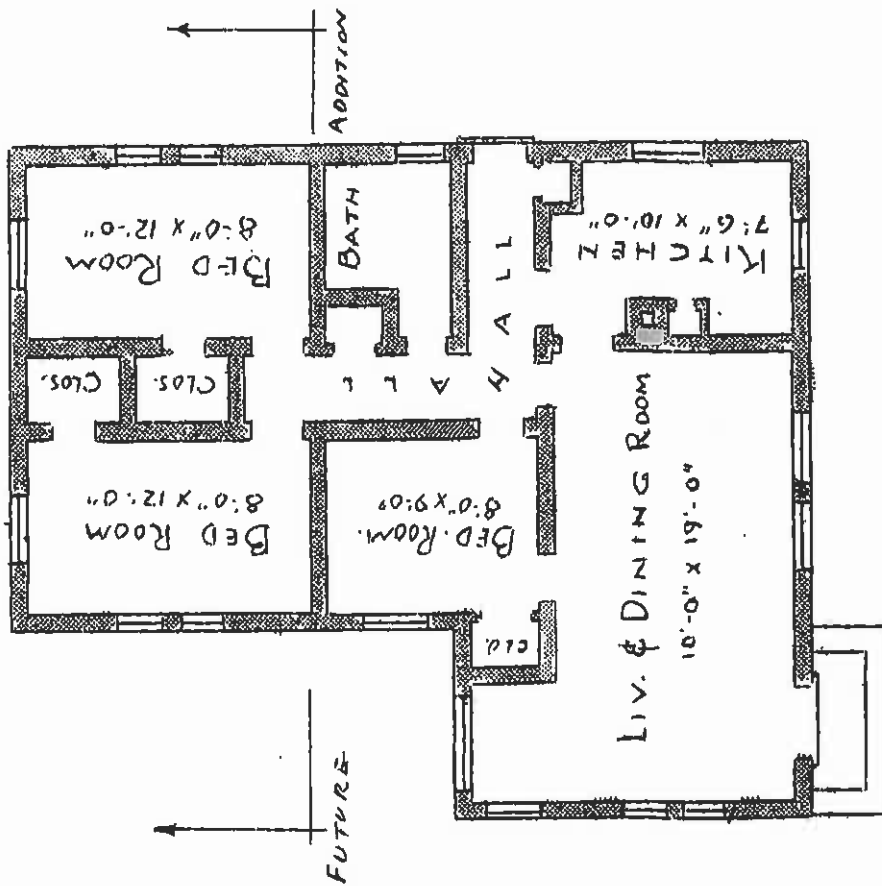 ADDITION
BED ROOM
8'-0" X 12'-0"
BATH
HALL
KITCHEN
7'-6" X 10'-0"
CLOS.
CLOS.
HALL
BED ROOM
8'-0" X 12'-0"
BED-ROOM.
8'-0" X 9'-0"
CLO.
LIV. & DINING ROOM
10'-0" X 19'-0"
FUTURE